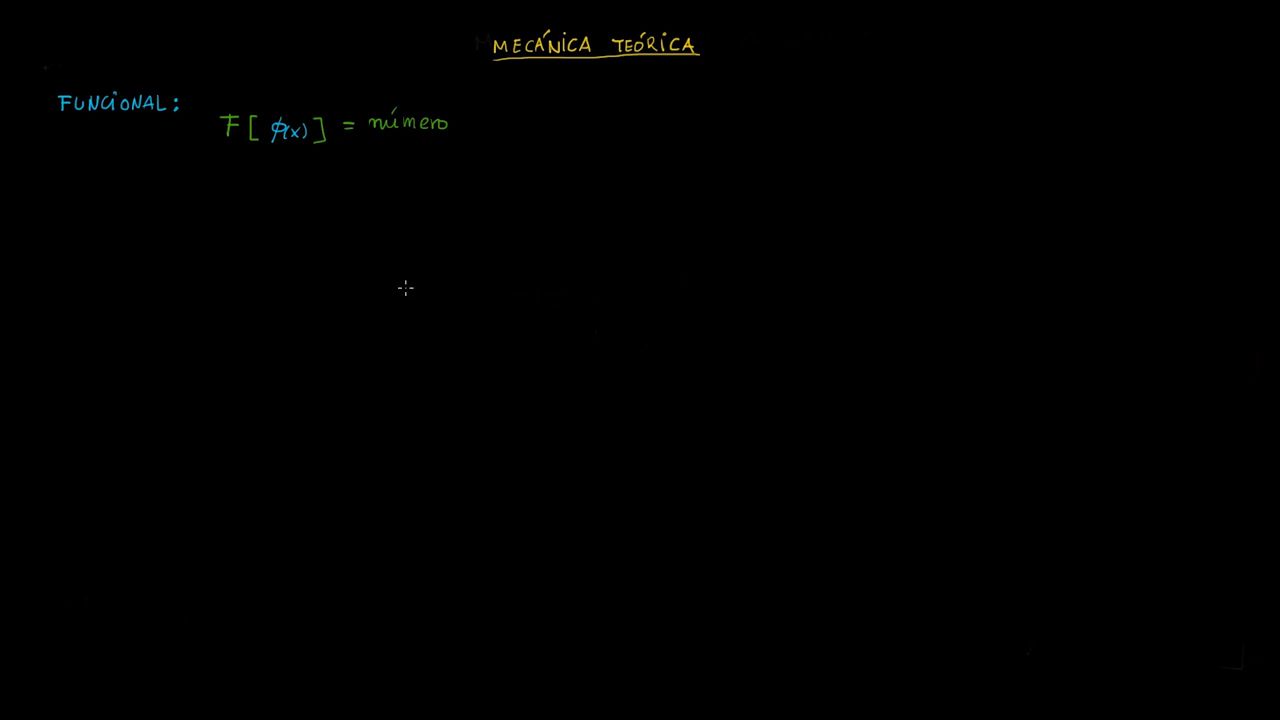 MECÁNICA TEÓRICA
FUNCIONAL:
F[φ(x)] = número